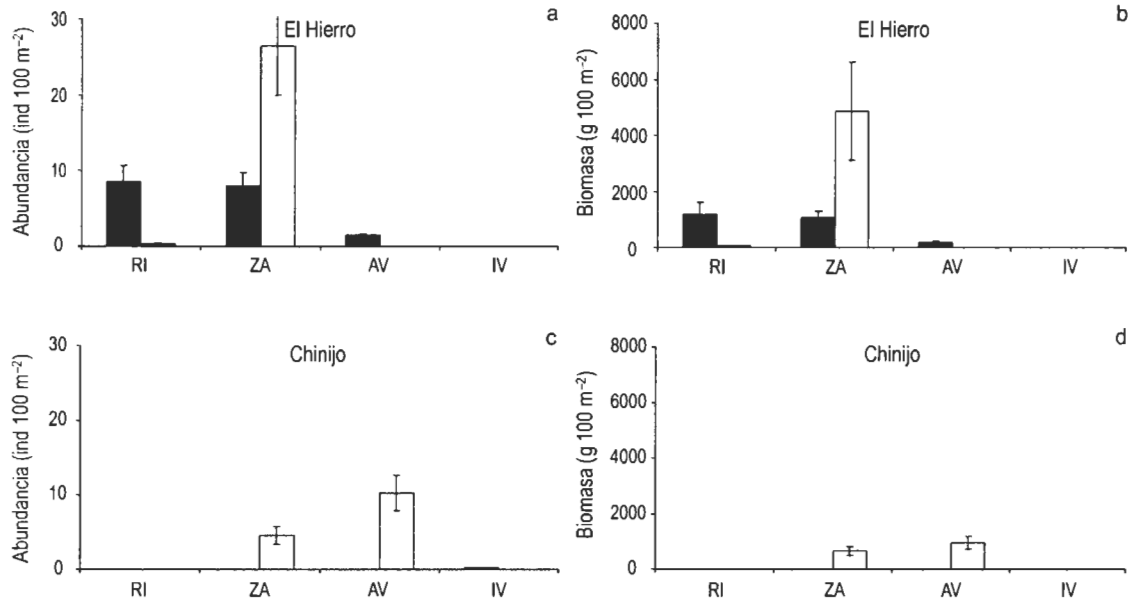 a
El Hierro
Abundancia (ind 100 m⁻²)
30
20
10
0
RI ZA AV IV
b
El Hierro
Biomasa (g 100 m⁻²)
8000
6000
4000
2000
0
RI ZA AV IV
c
Chinijo
Abundancia (ind 100 m⁻²)
30
20
10
0
RI ZA AV IV
d
Chinijo
Biomasa (g 100 m⁻²)
8000
6000
4000
2000
0
RI ZA AV IV